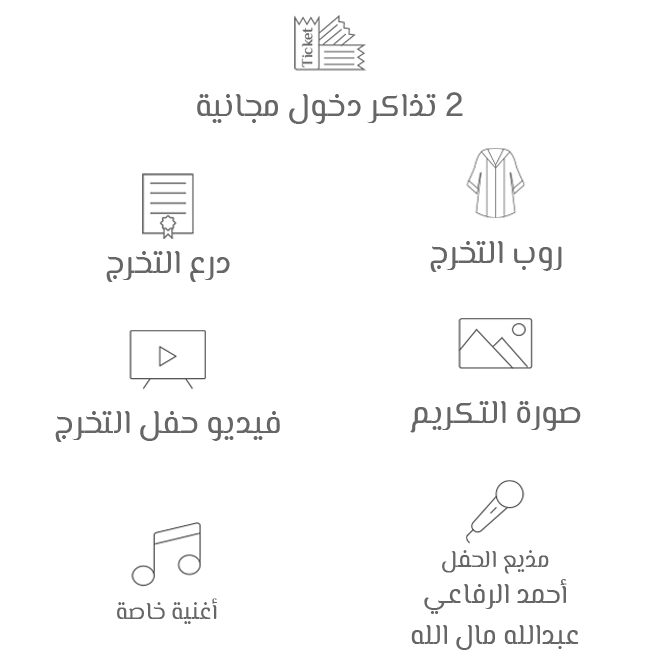 Ticket
2 تذاكر دخول مجانية
روب التخرج
درع التخرج
صورة التكريم
فيديو حفل التخرج
مذيع الحفل
أحمد الرفاعي
عبدالله مال الله
أغنية خاصة